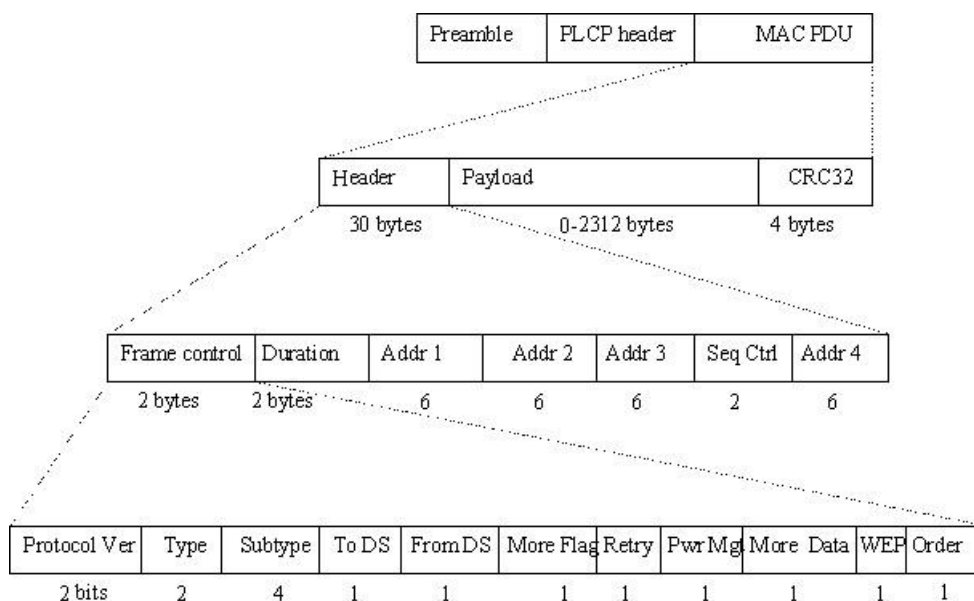 Preamble PLCP header MAC PDU
Header Payload CRC32
30 bytes 0-2312 bytes 4 bytes
Frame control Duration Addr 1 Addr 2 Addr 3 Seq Ctrl Addr 4
2 bytes 2 bytes 6 6 6 2 6
Protocol Ver Type Subtype To DS From DS More Flag Retry Pwr Mgt More Data WEP Order
2 bits 2 4 1 1 1 1 1 1 1 1